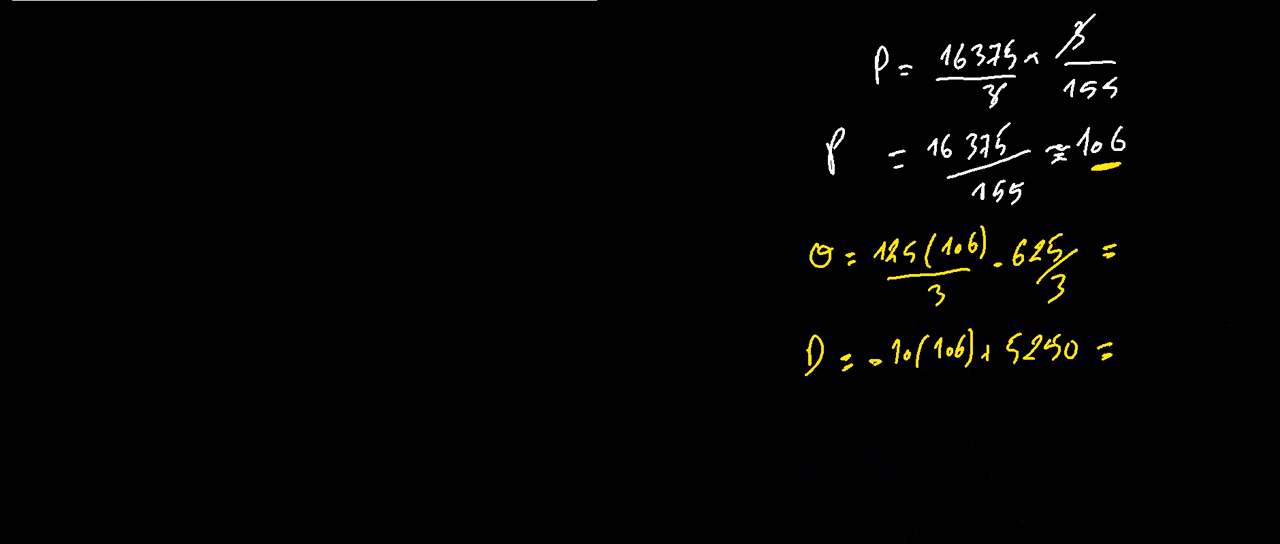 P = 16375/3 × 3/155
P = 16375/155 ≈ 106
O = 125(106)/3 - 625/3 =
D = -10(106) + 5250 =